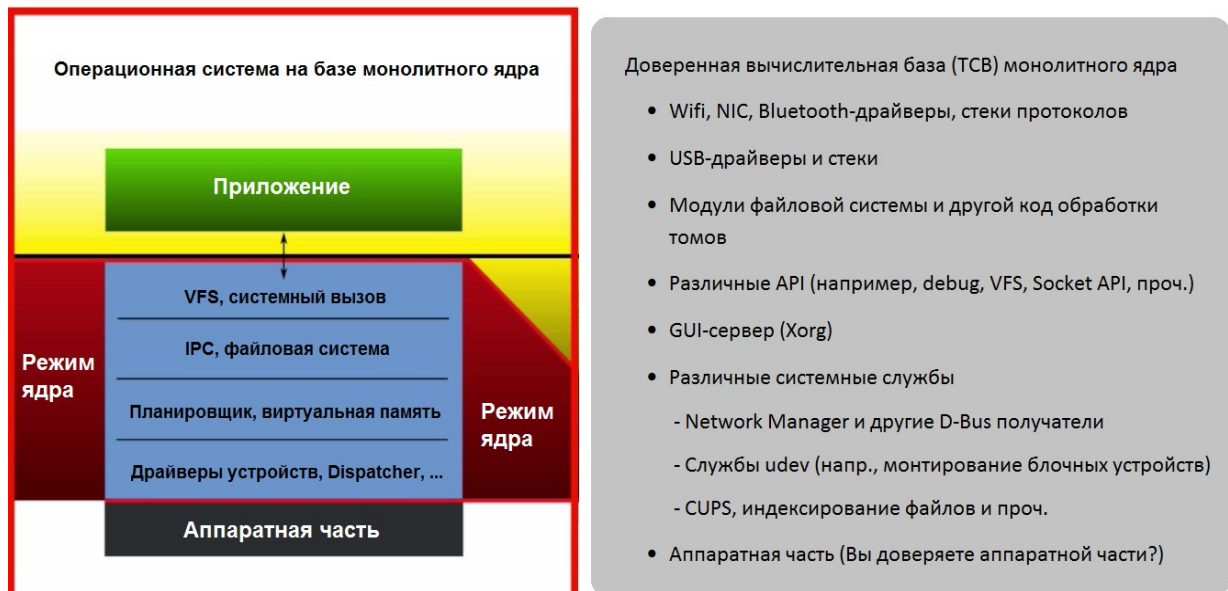 Операционная система на базе монолитного ядра
Приложение
VFS, системный вызов
IPC, файловая система
Режим
ядра
Планировщик, виртуальная память
Режим
ядра
Драйверы устройств, Dispatcher, ...
Аппаратная часть
Доверенная вычислительная база (TCB) монолитного ядра
• Wifi, NIC, Bluetooth-драйверы, стеки протоколов
• USB-драйверы и стеки
• Модули файловой системы и другой код обработки
томов
• Различные API (например, debug, VFS, Socket API, проч.)
• GUI-сервер (Xorg)
• Различные системные службы
- Network Manager и другие D-Bus получатели
- Службы udev (напр., монтирование блочных устройств)
- CUPS, индексирование файлов и проч.
• Аппаратная часть (Вы доверяете аппаратной части?)